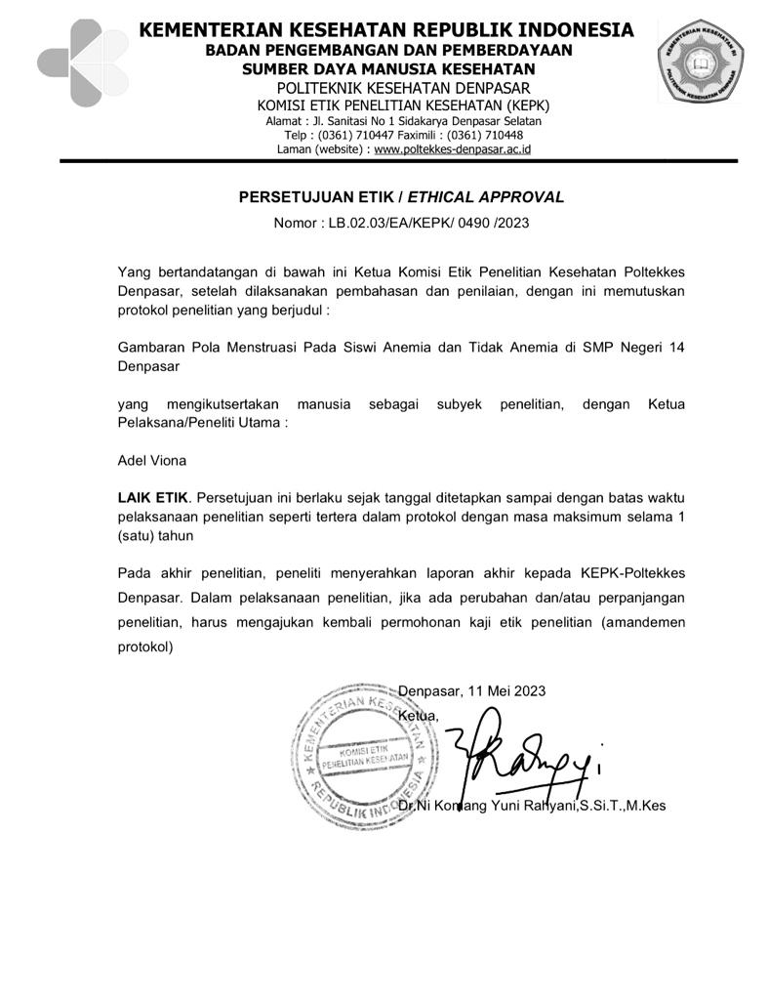 KEMENTERIAN KESEHATAN REPUBLIK INDONESIA
BADAN PENGEMBANGAN DAN PEMBERDAYAAN
SUMBER DAYA MANUSIA KESEHATAN
POLITEKNIK KESEHATAN DENPASAR
KOMISI ETIK PENELITIAN KESEHATAN (KEPK)
Alamat : Jl. Sanitasi No 1 Sidakarya Denpasar Selatan
Telp : (0361) 710447 Faximili : (0361) 710448
Laman (website) : www.poltekkes-denpasar.ac.id
KEMENTERIAN KESEHATAN RI
POLITEKNIK KESEHATAN DENPASAR
PERSETUJUAN ETIK / ETHICAL APPROVAL
Nomor : LB.02.03/EA/KEPK/ 0490 /2023
Yang bertandatangan di bawah ini Ketua Komisi Etik Penelitian Kesehatan Poltekkes
Denpasar, setelah dilaksanakan pembahasan dan penilaian, dengan ini memutuskan
protokol penelitian yang berjudul :
Gambaran Pola Menstruasi Pada Siswi Anemia dan Tidak Anemia di SMP Negeri 14
Denpasar
yang mengikutsertakan manusia sebagai subyek penelitian, dengan Ketua
Pelaksana/Peneliti Utama :
Adel Viona
LAIK ETIK. Persetujuan ini berlaku sejak tanggal ditetapkan sampai dengan batas waktu
pelaksanaan penelitian seperti tertera dalam protokol dengan masa maksimum selama 1
(satu) tahun
Pada akhir penelitian, peneliti menyerahkan laporan akhir kepada KEPK-Poltekkes
Denpasar. Dalam pelaksanaan penelitian, jika ada perubahan dan/atau perpanjangan
penelitian, harus mengajukan kembali permohonan kaji etik penelitian (amandemen
protokol)
Denpasar, 11 Mei 2023
Ketua,
KEMENTERIAN KESEHATAN
KOMISI ETIK
PENELITIAN KESEHATAN
REPUBLIK INDONESIA
Dr.Ni Komang Yuni Rahyani,S.Si.T.,M.Kes